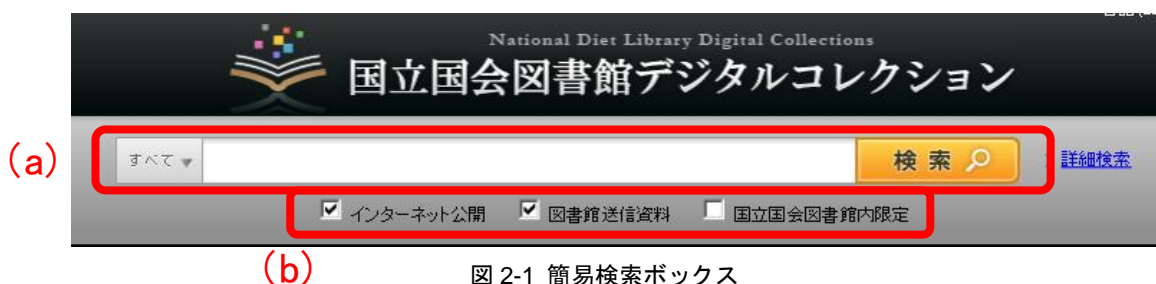 National Diet Library Digital Collections
国立国会図書館デジタルコレクション
(a)
すべて
検索
詳細検索
インターネット公開 図書館送信資料 国立国会図書館内限定
(b)
図 2-1 簡易検索ボックス